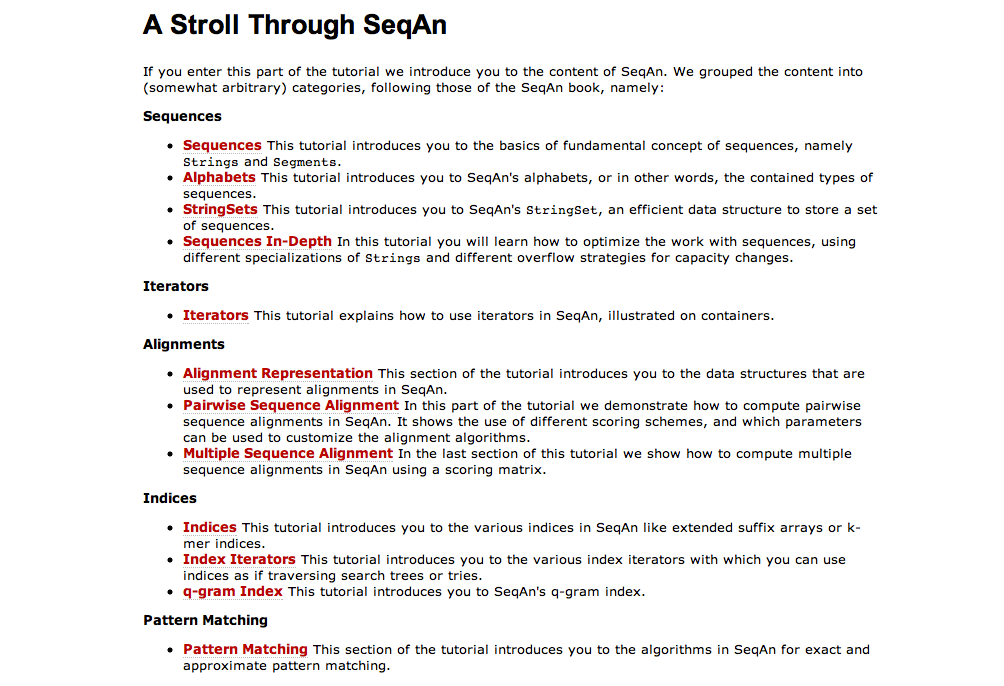 A Stroll Through SeqAn
If you enter this part of the tutorial we introduce you to the content of SeqAn. We grouped the content into
(somewhat arbitrary) categories, following those of the SeqAn book, namely:
Sequences
• Sequences This tutorial introduces you to the basics of fundamental concept of sequences, namely
Strings and Segments.
• Alphabets This tutorial introduces you to SeqAn's alphabets, or in other words, the contained types of
sequences.
• StringSets This tutorial introduces you to SeqAn's StringSet, an efficient data structure to store a set
of sequences.
• Sequences In-Depth In this tutorial you will learn how to optimize the work with sequences, using
different specializations of Strings and different overflow strategies for capacity changes.
Iterators
• Iterators This tutorial explains how to use iterators in SeqAn, illustrated on containers.
Alignments
• Alignment Representation This section of the tutorial introduces you to the data structures that are
used to represent alignments in SeqAn.
• Pairwise Sequence Alignment In this part of the tutorial we demonstrate how to compute pairwise
sequence alignments in SeqAn. It shows the use of different scoring schemes, and which parameters
can be used to customize the alignment algorithms.
• Multiple Sequence Alignment In the last section of this tutorial we show how to compute multiple
sequence alignments in SeqAn using a scoring matrix.
Indices
• Indices This tutorial introduces you to the various indices in SeqAn like extended suffix arrays or k-
mer indices.
• Index Iterators This tutorial introduces you to the various index iterators with which you can use
indices as if traversing search trees or tries.
• q-gram Index This tutorial introduces you to SeqAn's q-gram index.
Pattern Matching
• Pattern Matching This section of the tutorial introduces you to the algorithms in SeqAn for exact and
approximate pattern matching.